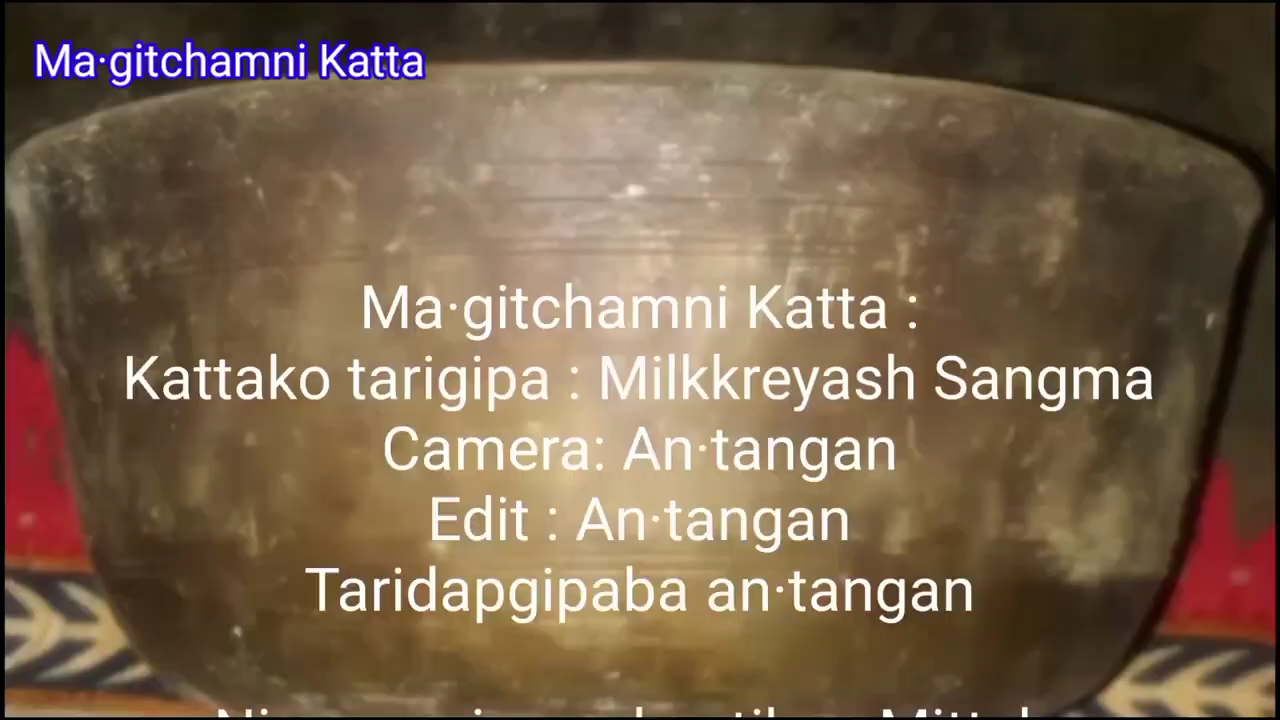 Ma·gitchamni Katta
Ma·gitchamni Katta :
Kattako tarigipa : Milkkreyash Sangma
Camera: An·tangan
Edit : An·tangan
Taridapgipaba an·tangan